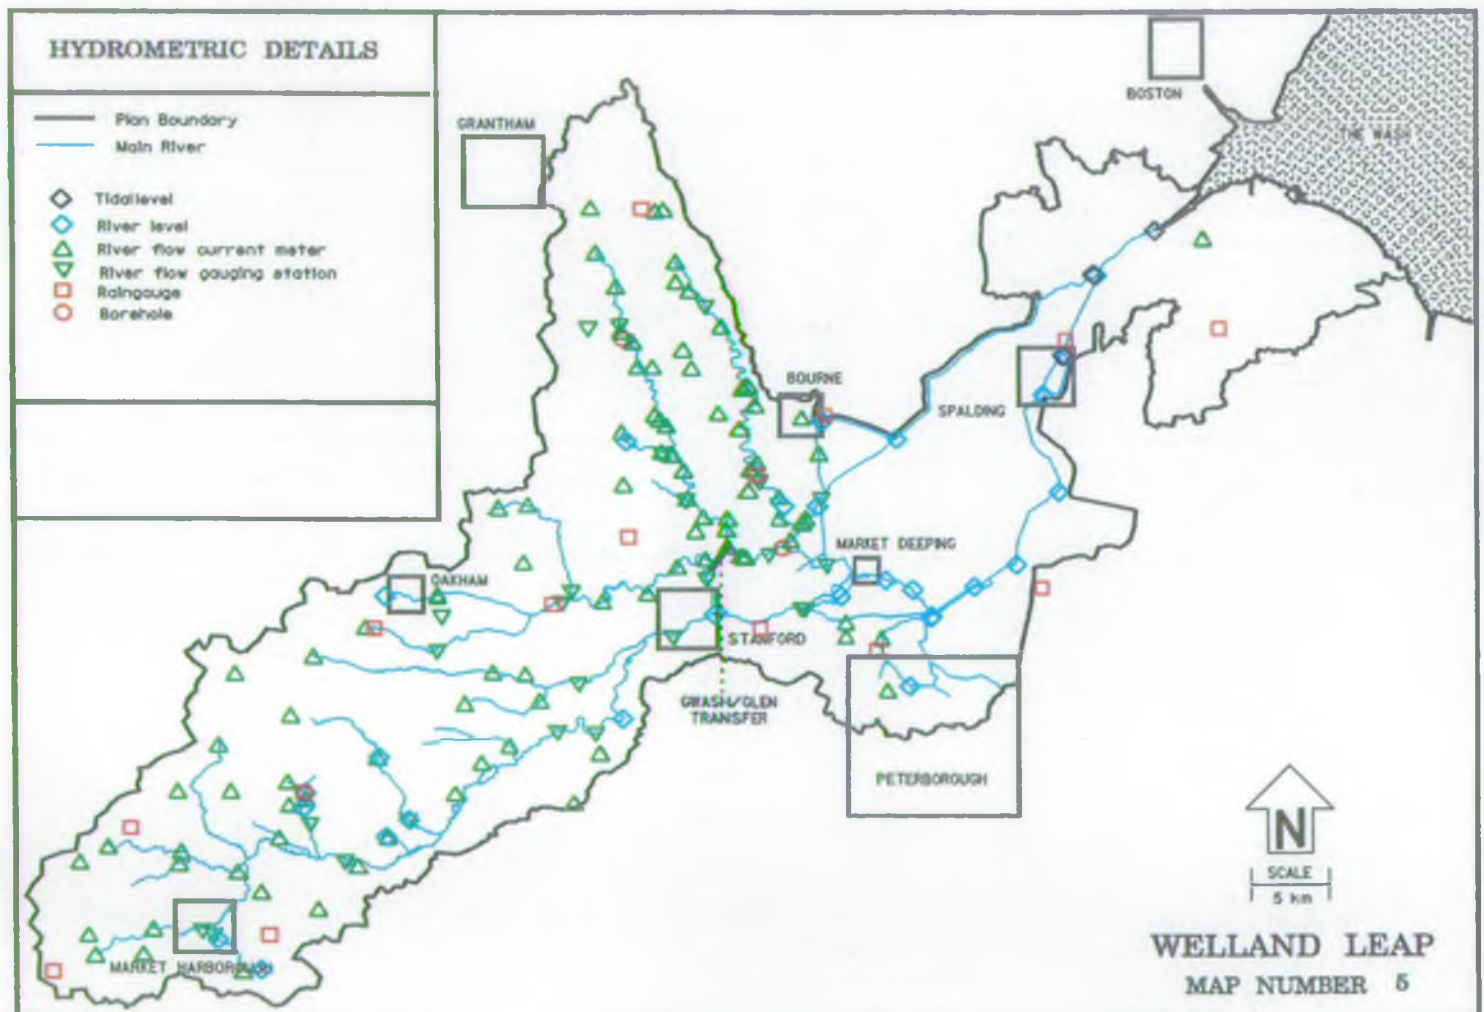 HYDROMETRIC DETAILS
Plan Boundary
Main River
Tidal level
River level
River flow current meter
River flow gauging station
Raingauge
Borehole
GRANTHAM
BOSTON
THE WASH
BOURNE
SPALDING
MARKET DEEPING
OAKHAM
STAMFORD
GWASH/GLEN
TRANSFER
PETERBOROUGH
MARKET HARBOROUGH
N
SCALE
5 km
WELLAND LEAP
MAP NUMBER 5